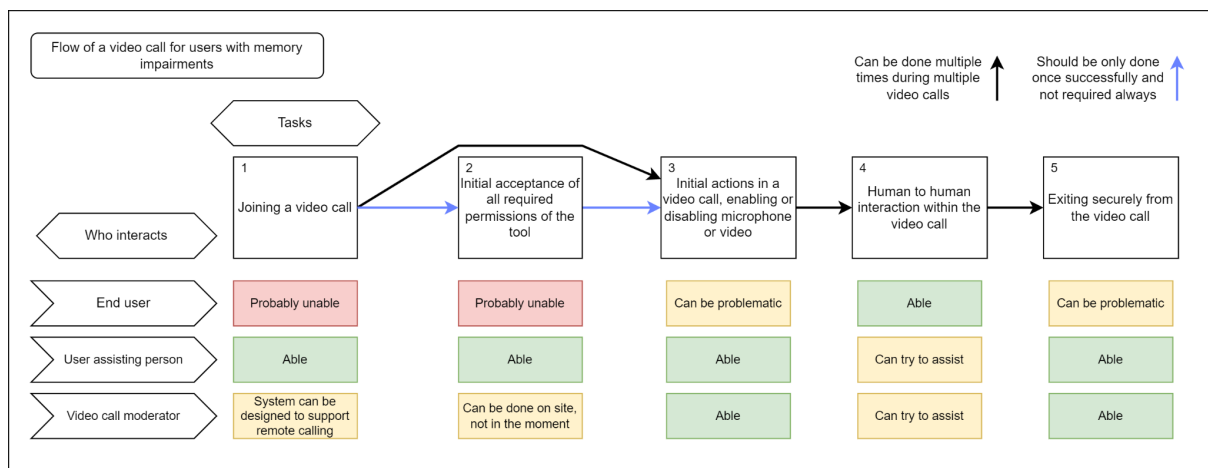 Flow of a video call for users with memory
impairments
Can be done multiple
times during multiple
video calls
Should be only done
once successfully and
not required always
Tasks
Who interacts
1
Joining a video call
2
Initial acceptance of
all required
permissions of the
tool
3
Initial actions in a
video call, enabling or
disabling microphone
or video
4
Human to human
interaction within the
video call
5
Exiting securely from
the video call
End user
Probably unable
Probably unable
Can be problematic
Able
Can be problematic
User assisting person
Able
Able
Able
Can try to assist
Able
Video call moderator
System can be
designed to support
remote calling
Can be done on site,
not in the moment
Able
Can try to assist
Able